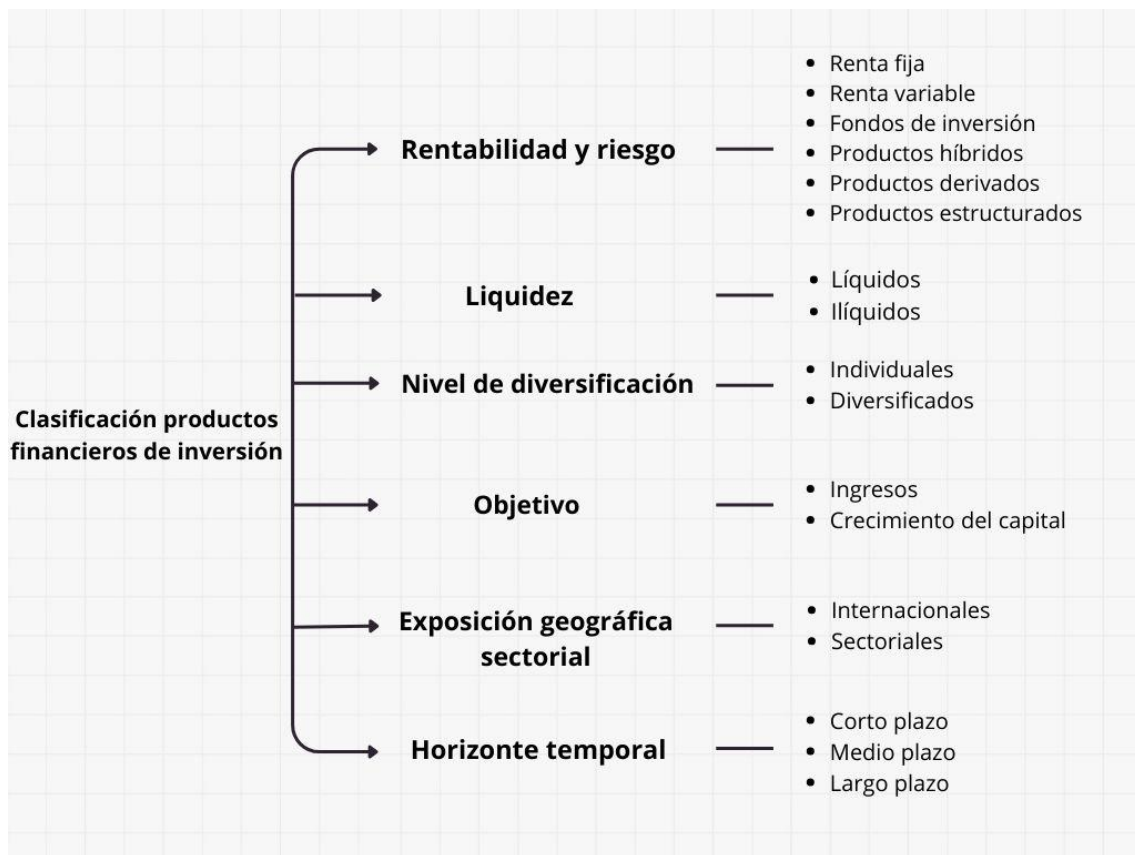 Clasificación productos
financieros de inversión
Rentabilidad y riesgo
• Renta fija
• Renta variable
• Fondos de inversión
• Productos híbridos
• Productos derivados
• Productos estructurados
Liquidez
• Líquidos
• Ilíquidos
Nivel de diversificación
• Individuales
• Diversificados
Objetivo
• Ingresos
• Crecimiento del capital
Exposición geográfica
sectorial
• Internacionales
• Sectoriales
Horizonte temporal
• Corto plazo
• Medio plazo
• Largo plazo